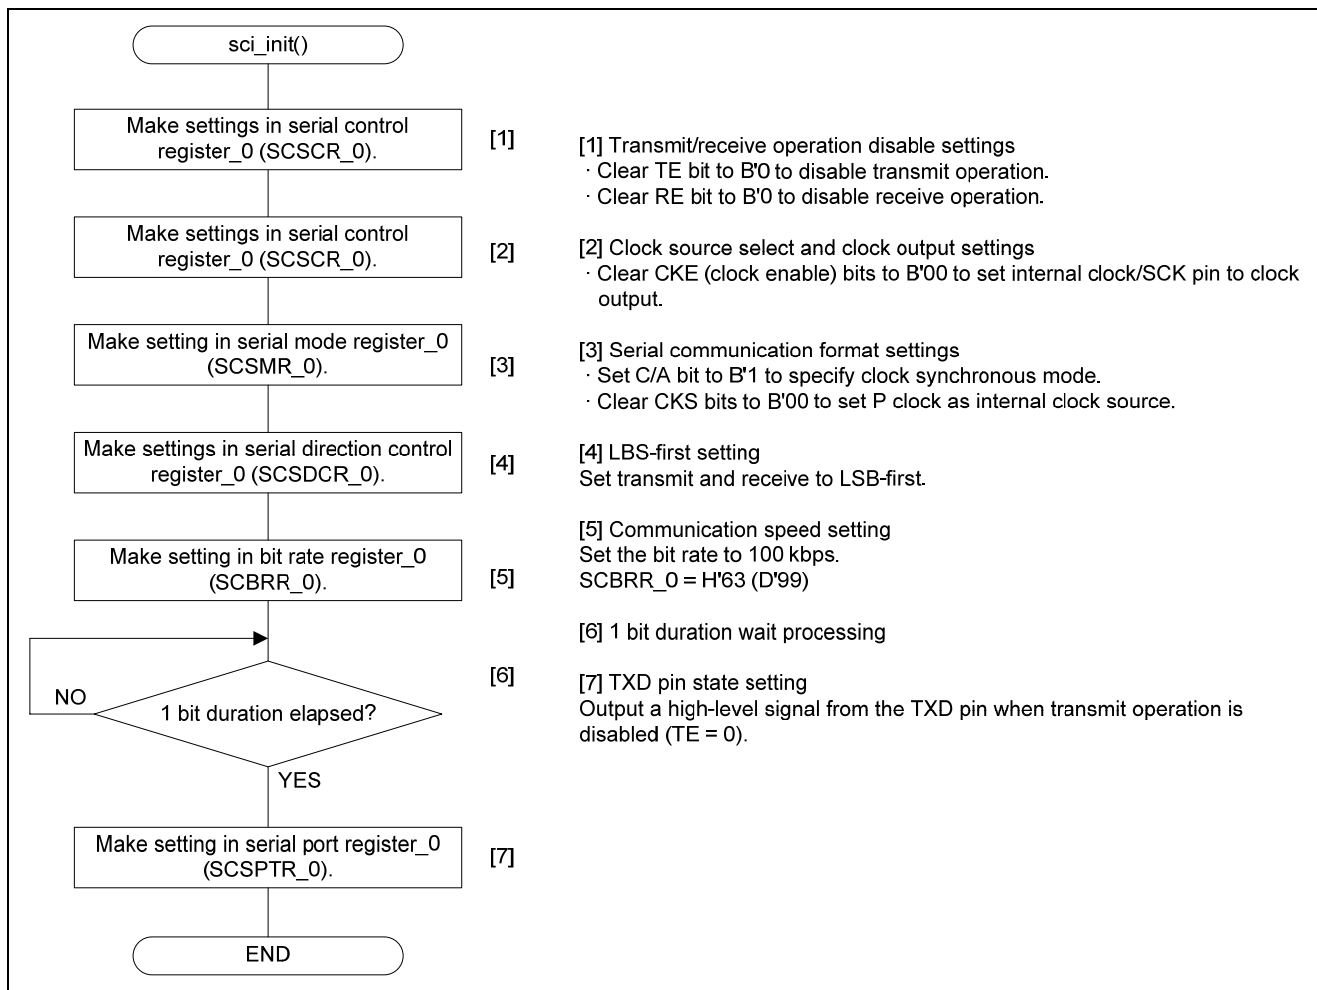 sci_init()
Make settings in serial control
register_0 (SCSCR_0).
[1]
Make settings in serial control
register_0 (SCSCR_0).
[2]
Make setting in serial mode register_0
(SCSMR_0).
[3]
Make settings in serial direction control
register_0 (SCSDCR_0).
[4]
Make setting in bit rate register_0
(SCBRR_0).
[5]
1 bit duration elapsed?
[6]
NO
YES
Make setting in serial port register_0
(SCSPTR_0).
[7]
END
[1] Transmit/receive operation disable settings
· Clear TE bit to B'0 to disable transmit operation.
· Clear RE bit to B'0 to disable receive operation.
[2] Clock source select and clock output settings
· Clear CKE (clock enable) bits to B'00 to set internal clock/SCK pin to clock
output.
[3] Serial communication format settings
· Set C/A bit to B'1 to specify clock synchronous mode.
· Clear CKS bits to B'00 to set P clock as internal clock source.
[4] LBS-first setting
Set transmit and receive to LSB-first.
[5] Communication speed setting
Set the bit rate to 100 kbps.
SCBRR_0 = H'63 (D'99)
[6] 1 bit duration wait processing
[7] TXD pin state setting
Output a high-level signal from the TXD pin when transmit operation is
disabled (TE = 0).